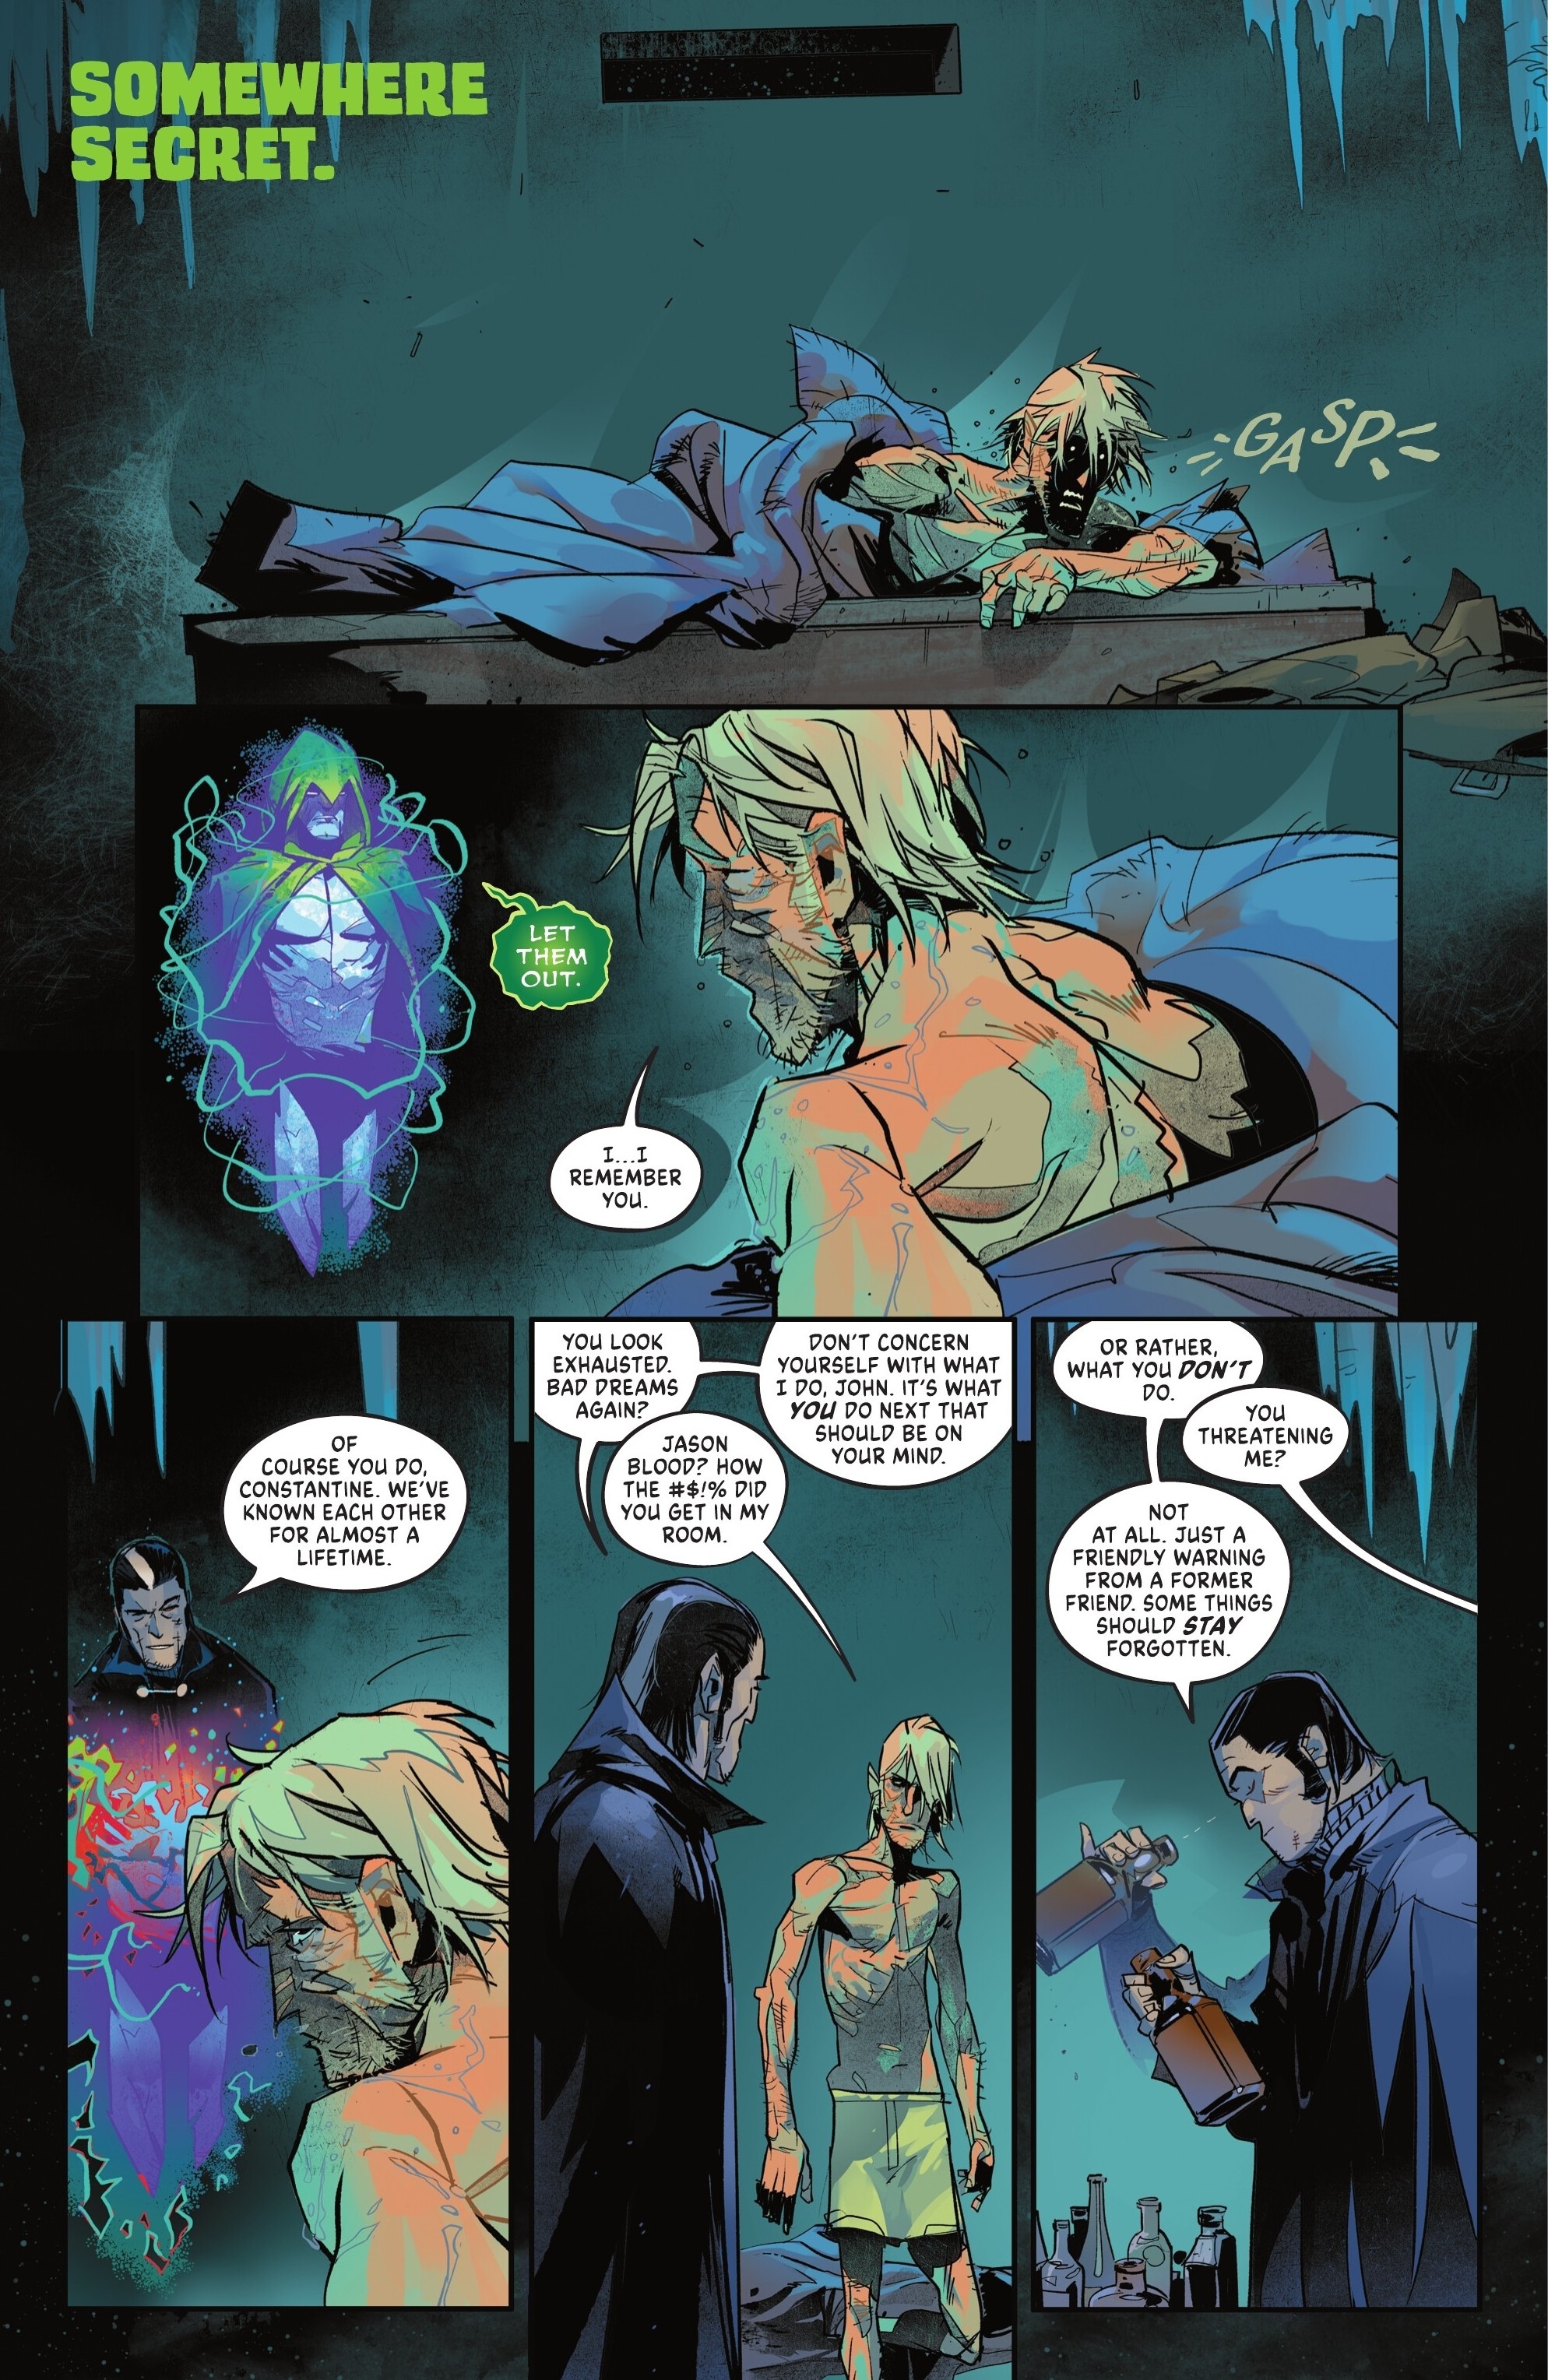 SOMEWHERE
SECRET.
GASP
LET
THEM
OUT.
I...I
REMEMBER
YOU.
OF
COURSE YOU DO,
CONSTANTINE. WE'VE
KNOWN EACH OTHER
FOR ALMOST A
LIFETIME.
YOU LOOK
EXHAUSTED.
BAD DREAMS
AGAIN?
JASON
BLOOD? HOW
THE #$!% DID
YOU GET IN MY
ROOM.
DON'T CONCERN
YOURSELF WITH WHAT
I DO, JOHN. IT'S WHAT
YOU DO NEXT THAT
SHOULD BE ON
YOUR MIND.
OR RATHER,
WHAT YOU DON'T
DO.
YOU
THREATENING
ME?
NOT
AT ALL. JUST A
FRIENDLY WARNING
FROM A FORMER
FRIEND. SOME THINGS
SHOULD STAY
FORGOTTEN.